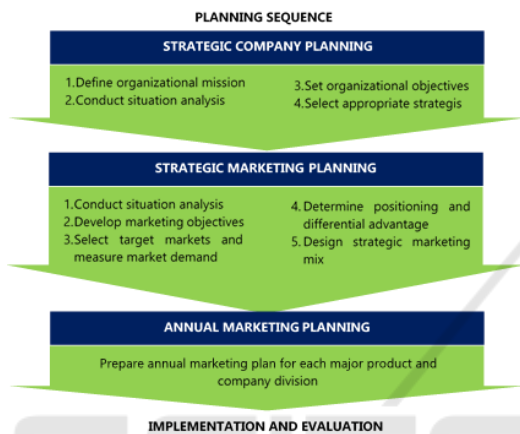 PLANNING SEQUENCE
STRATEGIC COMPANY PLANNING
1.Define organizational mission
2.Conduct situation analysis
3.Set organizational objectives
4.Select appropriate strategis
STRATEGIC MARKETING PLANNING
1.Conduct situation analysis
2.Develop marketing objectives
3.Select target markets and
measure market demand
4. Determine positioning and
differential advantage
5. Design strategic marketing
mix
ANNUAL MARKETING PLANNING
Prepare annual marketing plan for each major product and
company division
IMPLEMENTATION AND EVALUATION